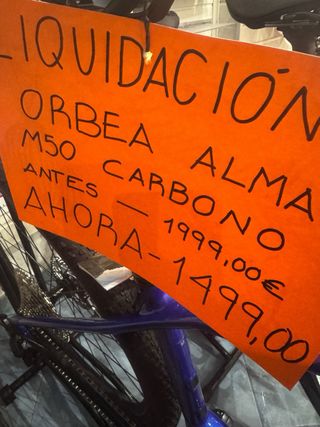 LIQUIDACIÓN
ORBEA ALMA
M50 CARBONO
ANTES — 1999,00€
AHORA - 1499,00